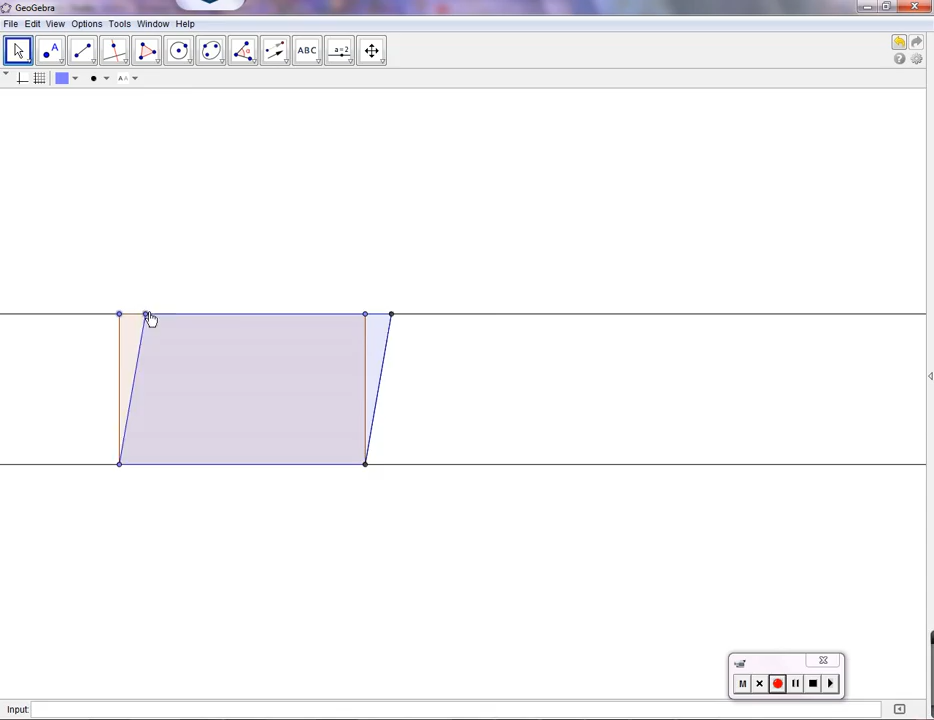 GeoGebra
File Edit View Options Tools Window Help
A ABC a=2
A A
M
Input: